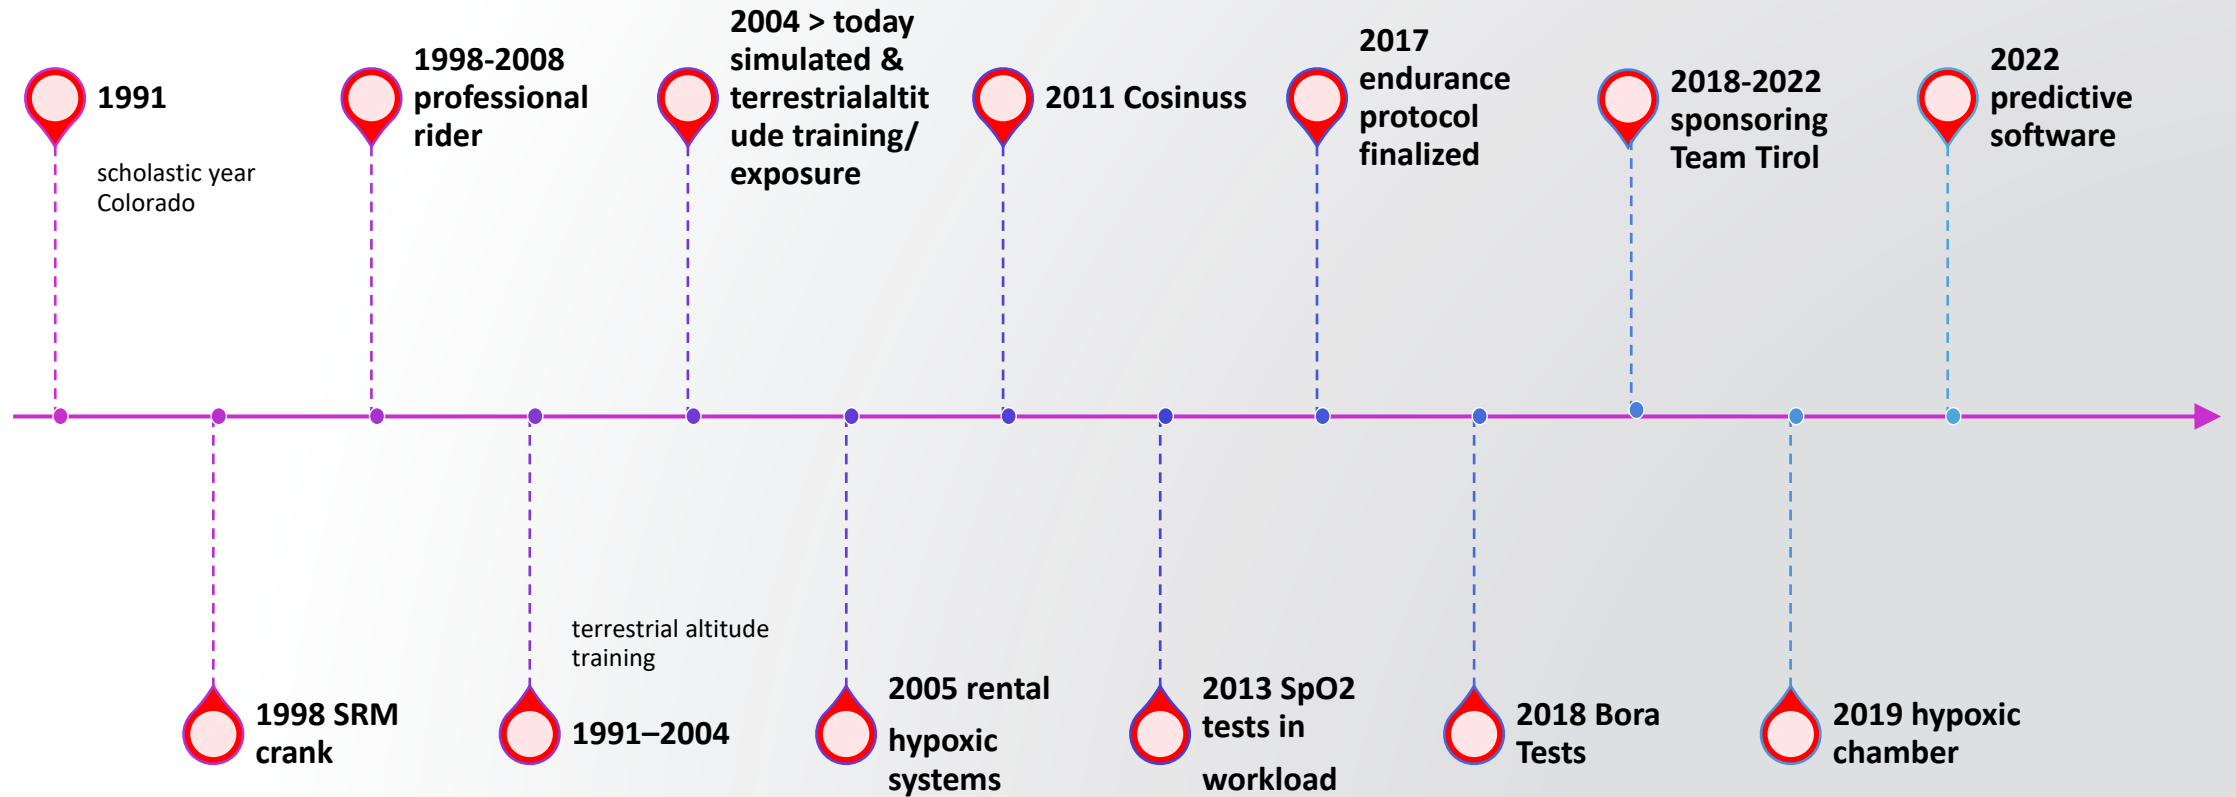 1991
scholastic year
Colorado
1998-2008
professional
rider
2004 > today
simulated &
terrestrialaltit
ude training/
exposure
2011 Cosinuss
2017
endurance
protocol
finalized
2018-2022
sponsoring
Team Tirol
2022
predictive
software
1998 SRM
crank
terrestrial altitude
training
1991–2004
2005 rental
hypoxic
systems
2013 SpO2
tests in
workload
2018 Bora
Tests
2019 hypoxic
chamber